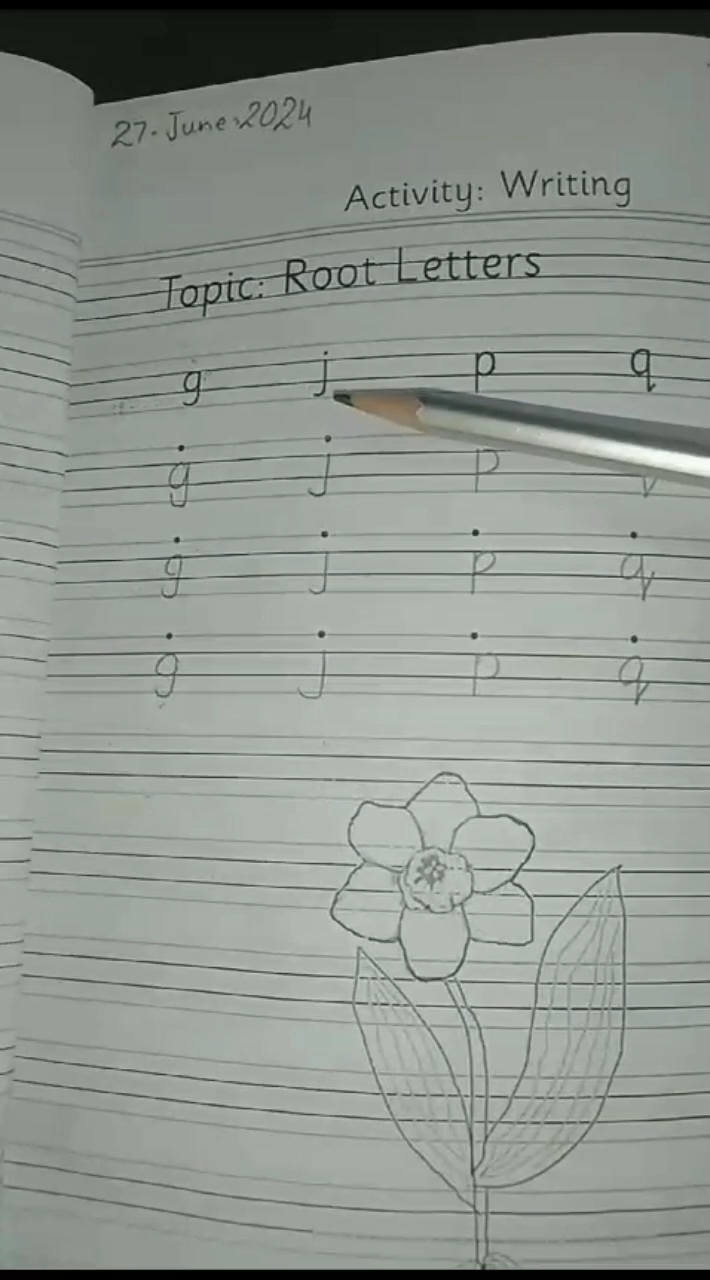 27. June. 2024
Activity: Writing
Topic: Root Letters
g j p q
g j p
g j p q
g j p q